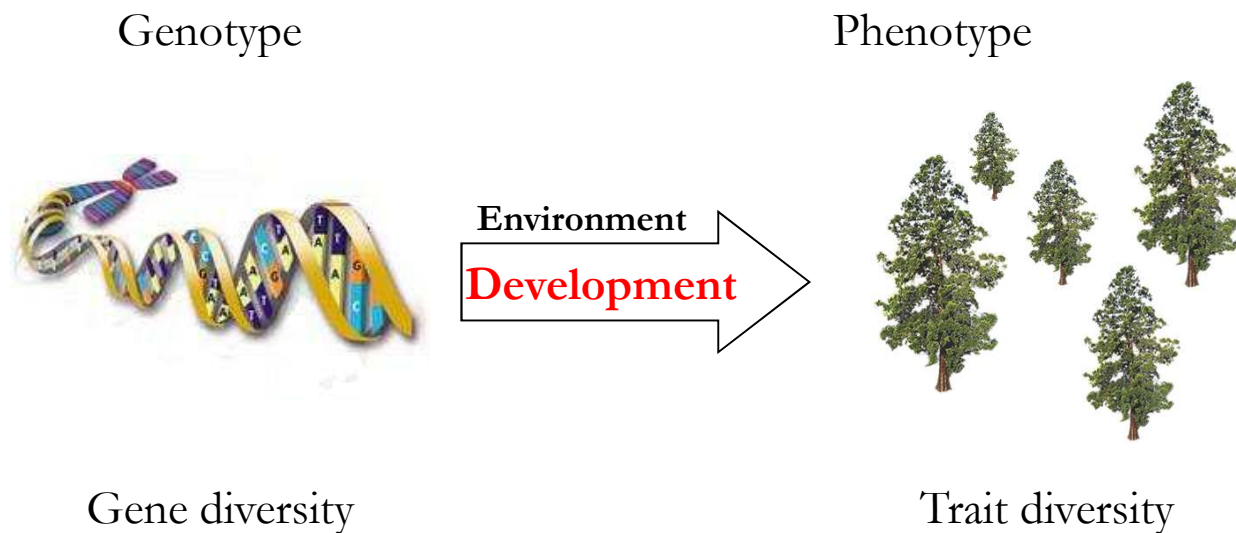 Genotype
Phenotype
Environment
Development
Gene diversity
Trait diversity